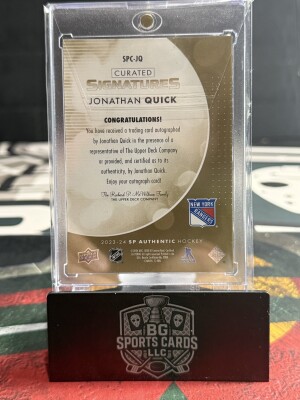 SPC-JQ
CURATED
SIGNATURES
JONATHAN QUICK
CONGRATULATIONS!
You have received a trading card autographed
by Jonathan Quick in the presence of a
representative of The Upper Deck Company
or provided, and certified as to its
authenticity, by Jonathan Quick.
Enjoy your autograph card!
The Richard P. McWilliam Family
THE UPPER DECK COMPANY
NEW YORK
RANGERS
2023-24 SP AUTHENTIC HOCKEY
NHL
BG
SPORTS CARDS
LLC